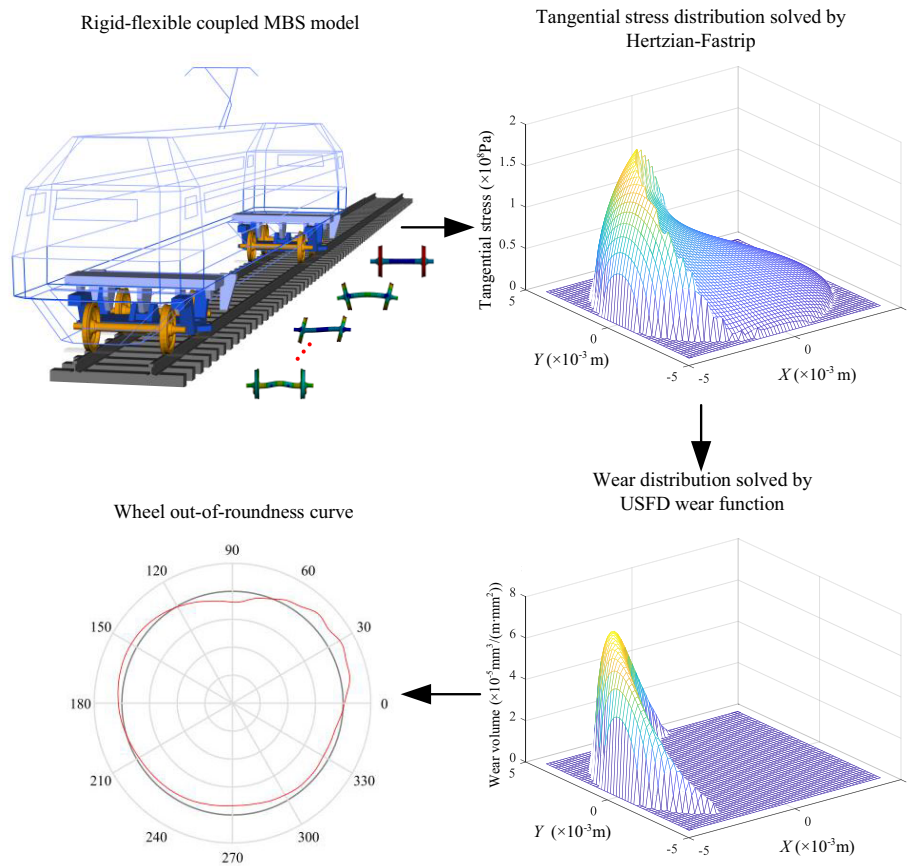 Rigid-flexible coupled MBS model
Tangential stress distribution solved by
Hertzian-Fastrip
Tangential stress (×10⁸Pa)
2
1.5
1
0.5
0
5
0
-5
Y (×10⁻³ m)
-5
0
X (×10⁻³ m)
Wear distribution solved by
USFD wear function
Wear volume (×10⁻⁵ mm³/(m·mm²))
8
6
4
2
0
5
0
-5
Y (×10⁻³m)
-5
0
X (×10⁻³m)
Wheel out-of-roundness curve
90
120
60
150
30
180
0
210
330
240
300
270